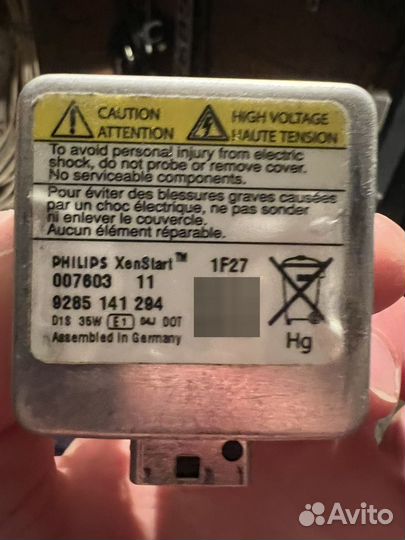 CAUTION
ATTENTION
HIGH VOLTAGE
HAUTE TENSION
To avoid personal injury from electric
shock, do not probe or remove cover.
No serviceable components.
Pour éviter des blessures graves causées
par un choc électrique, ne pas sonder
ni enlever le couvercle.
Aucun élément réparable.
PHILIPS XenStart™ 1F27
007603 11
9285 141 294
D1S 35W E1 04J DOT
Assembled in Germany
Hg
Avito